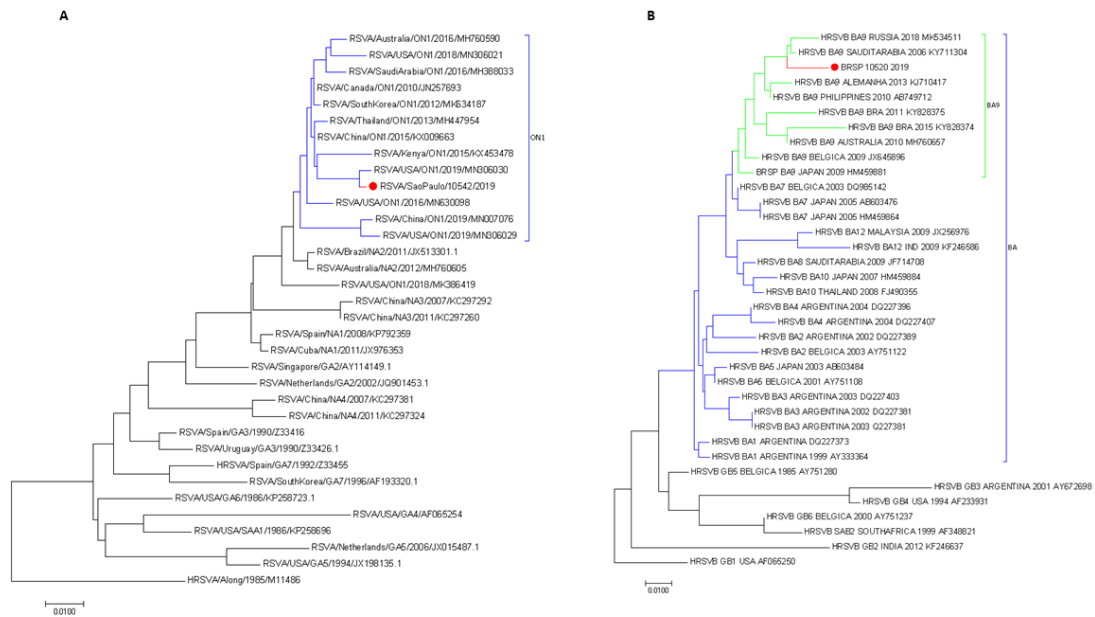 A
RSVA/Australia/ON1/2016/MH760590
RSVA/USA/ON1/2018/MN306021
RSVA/SaudiArabia/ON1/2016/MH388033
RSVA/Canada/ON1/2010/JN257693
RSVA/SouthKorea/ON1/2012/MK634187
RSVA/Thailand/ON1/2013/MH447954
RSVA/China/ON1/2015/KX009663
RSVA/Kenya/ON1/2015/KX453478
RSVA/USA/ON1/2019/MN306030
RSVA/SaoPaulo/10542/2019
RSVA/USA/ON1/2016/MN630098
RSVA/China/ON1/2019/MN007076
RSVA/USA/ON1/2019/MN306029
ON1
RSVA/Brazil/NA2/2011/JX513301.1
RSVA/Australia/NA2/2012/MH760605
RSVA/USA/ON1/2018/MK386419
RSVA/China/NA3/2007/KC297292
RSVA/China/NA3/2011/KC297260
RSVA/Spain/NA1/2008/KP792359
RSVA/Cuba/NA1/2011/JX976353
RSVA/Singapore/GA2/AY114149.1
RSVA/Netherlands/GA2/2002/JQ901453.1
RSVA/China/NA4/2007/KC297381
RSVA/China/NA4/2011/KC297324
RSVA/Spain/GA3/1990/Z33416
RSVA/Uruguay/GA3/1990/Z33426.1
HRSVA/Spain/GA7/1992/Z33455
RSVA/SouthKorea/GA7/1996/AF193320.1
RSVA/USA/GA6/1986/KP258723.1
RSVA/USA/GA4/AF065254
RSVA/USA/SAA1/1986/KP258696
RSVA/Netherlands/GA5/2006/JX015487.1
RSVA/USA/GA5/1994/JX198135.1
HRSVA/Along/1985/M11486
0.0100
B
HRSVB BA9 RUSSIA 2018 MK534511
HRSVB BA9 SAUDITARABIA 2006 KY711304
BRSP 10520 2019
HRSVB BA9 ALEMANHA 2013 KJ710417
HRSVB BA9 PHILIPPINES 2010 AB749712
HRSVB BA9 BRA 2011 KY828375
HRSVB BA9 BRA 2015 KY828374
HRSVB BA9 AUSTRALIA 2010 MH760657
HRSVB BA9 BELGICA 2009 JX645896
BRSP BA9 JAPAN 2009 HM459881
BA9
HRSVB BA7 BELGICA 2003 DQ985142
HRSVB BA7 JAPAN 2005 AB603476
HRSVB BA7 JAPAN 2005 HM459864
HRSVB BA12 MALAYSIA 2009 JX256976
HRSVB BA12 IND 2009 KF246586
HRSVB BA8 SAUDITARABIA 2009 JF714708
HRSVB BA10 JAPAN 2007 HM459884
HRSVB BA10 THAILAND 2008 FJ490355
HRSVB BA4 ARGENTINA 2004 DQ227396
HRSVB BA4 ARGENTINA 2004 DQ227407
HRSVB BA2 ARGENTINA 2002 DQ227389
HRSVB BA2 BELGICA 2003 AY751122
HRSVB BA5 JAPAN 2003 AB603484
HRSVB BA5 BELGICA 2001 AY751108
HRSVB BA3 ARGENTINA 2003 DQ227403
HRSVB BA3 ARGENTINA 2002 DQ227381
HRSVB BA3 ARGENTINA 2003 Q227381
HRSVB BA1 ARGENTINA DQ227373
HRSVB BA1 ARGENTINA 1999 AY333364
BA
HRSVB GB5 BELGICA 1985 AY751280
HRSVB GB3 ARGENTINA 2001 AY672698
HRSVB GB4 USA 1994 AF233931
HRSVB GB6 BELGICA 2000 AY751237
HRSVB SAB2 SOUTHAFRICA 1999 AF348821
HRSVB GB2 INDIA 2012 KF246637
HRSVB GB1 USA AF065250
0.0100